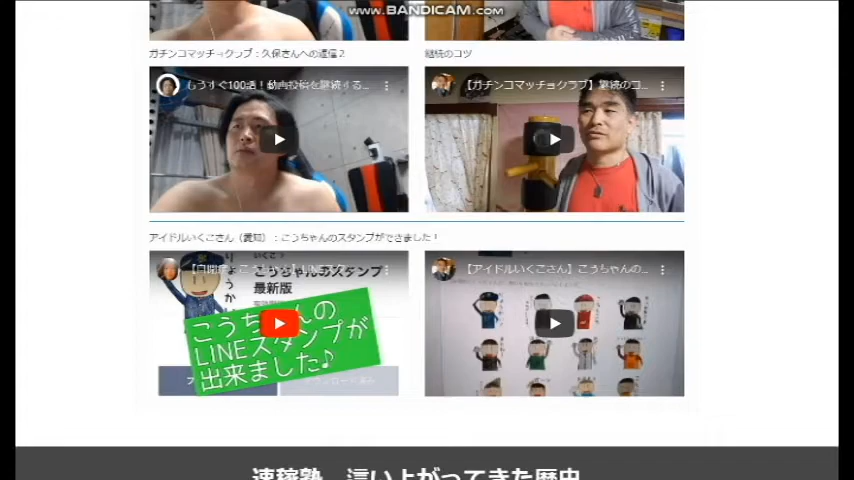 www.BANDICAM.com
ガチンコマッチョクラブ：久保さんへの返信２
継続のコツ
もうすぐ100話！動画投稿を継続する...
【ガチンコマッチョクラブ】継続のコ...
アイドルいくこさん（愛知）：こうちゃんのスタンプができました！
こうちゃんのスタンプ
最新版
こうちゃんの
LINEスタンプが
出来ました♪
【アイドルいくこさん】こうちゃんの...
速稼塾　這い上がってきた歴史